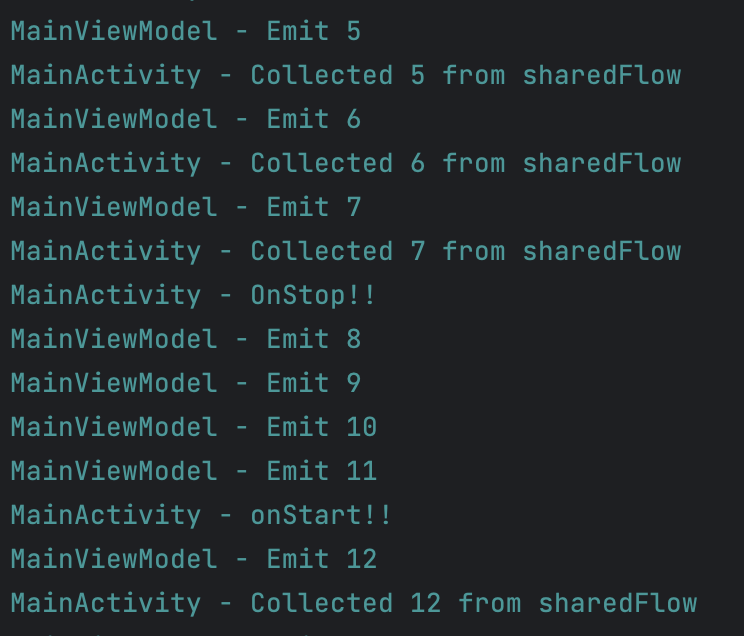 MainViewModel - Emit 5
MainActivity - Collected 5 from sharedFlow
MainViewModel - Emit 6
MainActivity - Collected 6 from sharedFlow
MainViewModel - Emit 7
MainActivity - Collected 7 from sharedFlow
MainActivity - OnStop!!
MainViewModel - Emit 8
MainViewModel - Emit 9
MainViewModel - Emit 10
MainViewModel - Emit 11
MainActivity - onStart!!
MainViewModel - Emit 12
MainActivity - Collected 12 from sharedFlow